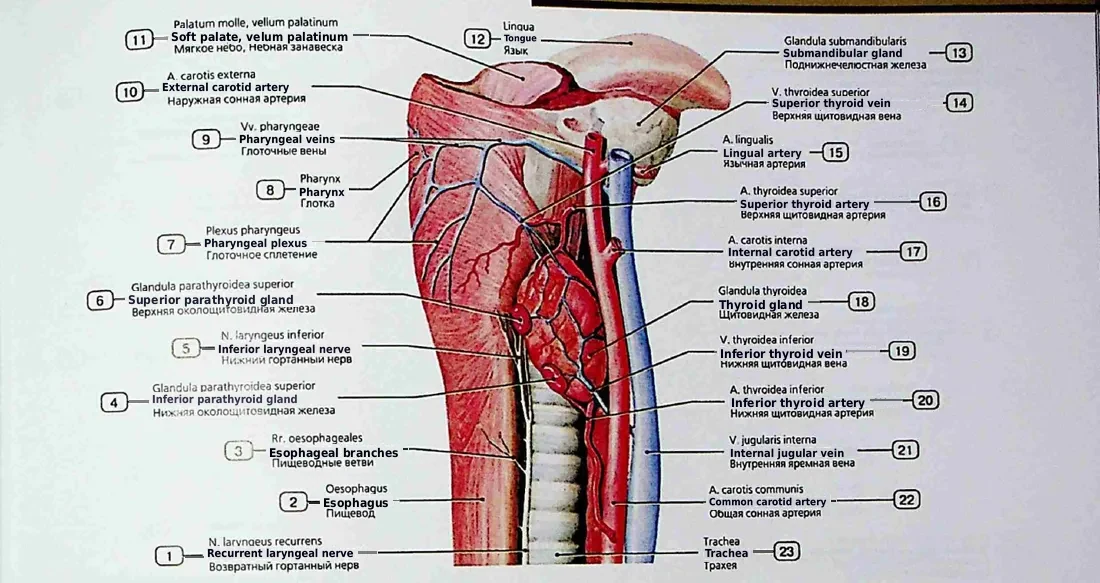 11
Palatum molle, vellum palatinum
Soft palate, velum palatinum
Мягкое небо, Небная занавеска
10
A. carotis externa
External carotid artery
Наружная сонная артерия
9
Vv. pharyngeae
Pharyngeal veins
Глоточные вены
8
Pharynx
Pharynx
Глотка
7
Plexus pharyngeus
Pharyngeal plexus
Глоточное сплетение
6
Glandula parathyroidea superior
Superior parathyroid gland
Верхняя околощитовидная железа
5
N. laryngeus inferior
Inferior laryngeal nerve
Нижний гортанный нерв
4
Glandula parathyroidea superior
Inferior parathyroid gland
Нижняя околощитовидная железа
3
Rr. oesophageales
Esophageal branches
Пищеводные ветви
2
Oesophagus
Esophagus
Пищевод
1
N. laryngeus recurrens
Recurrent laryngeal nerve
Возвратный гортанный нерв
12
Lingua
Tongue
Язык
Glandula submandibularis
Submandibular gland
Поднижнечелюстная железа
13
V. thyroidea superior
Superior thyroid vein
Верхняя щитовидная вена
14
A. lingualis
Lingual artery
Язычная артерия
15
A. thyroidea superior
Superior thyroid artery
Верхняя щитовидная артерия
16
A. carotis interna
Internal carotid artery
Внутренняя сонная артерия
17
Glandula thyroidea
Thyroid gland
Щитовидная железа
18
V. thyroidea inferior
Inferior thyroid vein
Нижняя щитовидная вена
19
A. thyroidea inferior
Inferior thyroid artery
Нижняя щитовидная артерия
20
V. jugularis interna
Internal jugular vein
Внутренняя яремная вена
21
A. carotis communis
Common carotid artery
Общая сонная артерия
22
Trachea
Trachea
Трахея
23